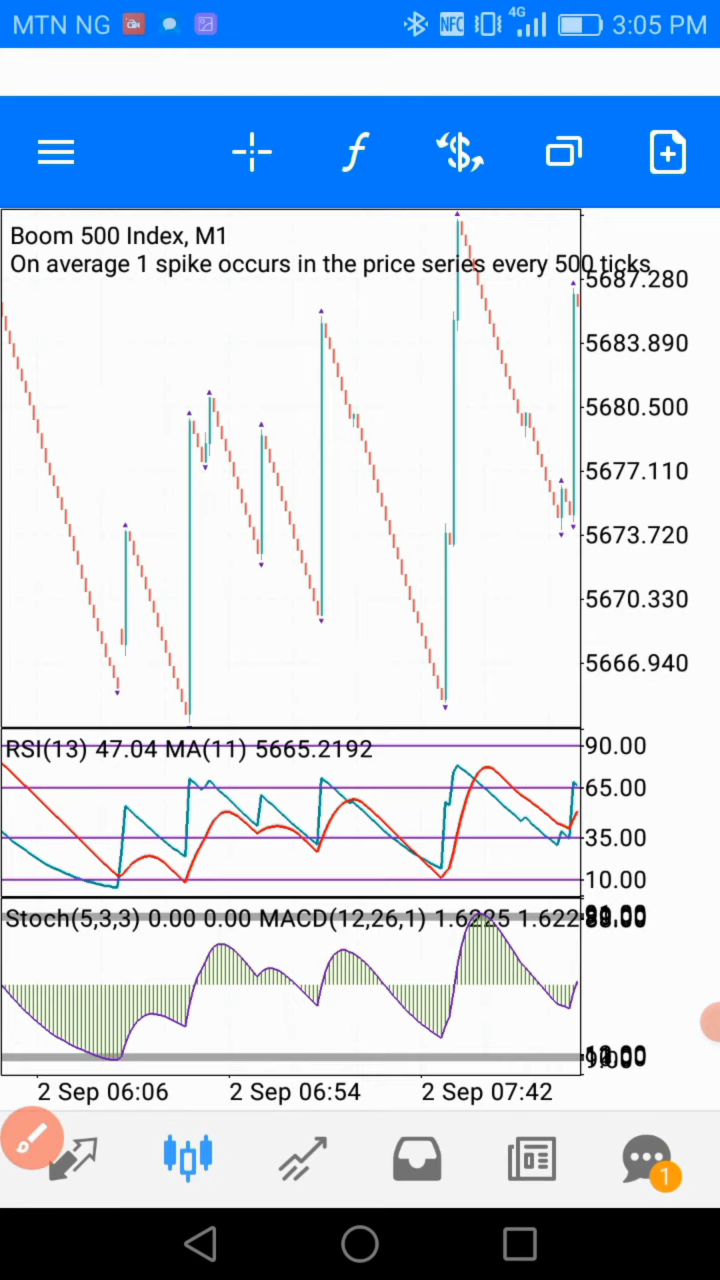 MTN NG NFC 4G 3:05 PM
Boom 500 Index, M1
On average 1 spike occurs in the price series every 500 ticks
5687.280
5683.890
5680.500
5677.110
5673.720
5670.330
5666.940
RSI(13) 47.04 MA(11) 5665.2192
90.00
65.00
35.00
10.00
Stoch(5,3,3) 0.00 0.00 MACD(12,26,1) 1.6225 1.622
2 Sep 06:06 2 Sep 06:54 2 Sep 07:42
1